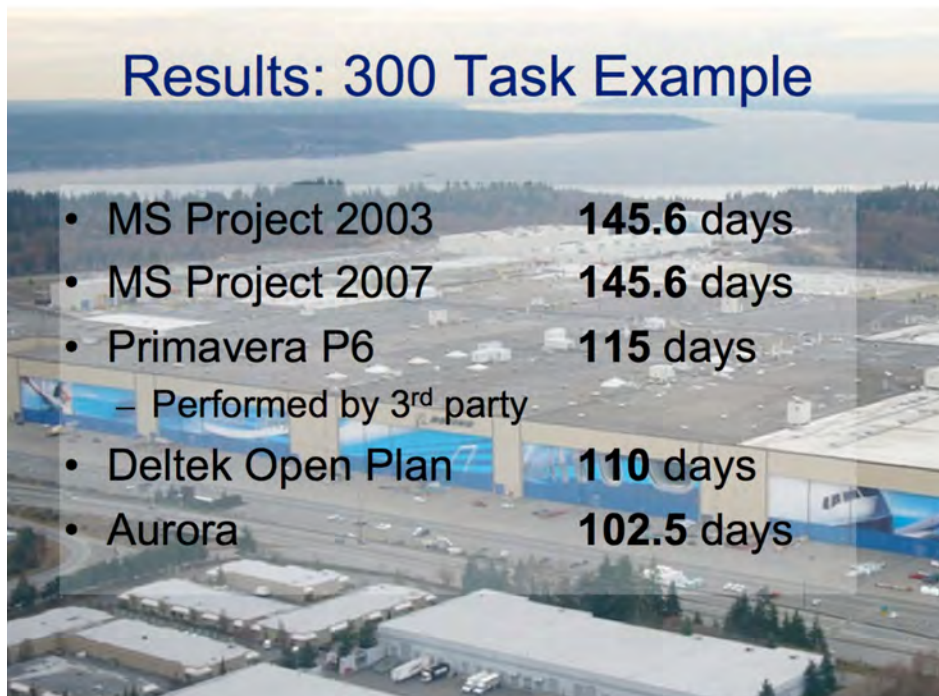 Results: 300 Task Example
• MS Project 2003 145.6 days
• MS Project 2007 145.6 days
• Primavera P6 115 days
– Performed by 3rd party
• Deltek Open Plan 110 days
• Aurora 102.5 days